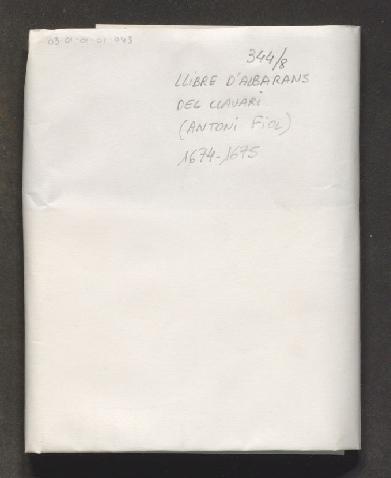 03-01-01-01-043
344/8
LLIBRE D'ALBARANS
DEL CLAVARI
(ANTONI FIOL)
1674-1675